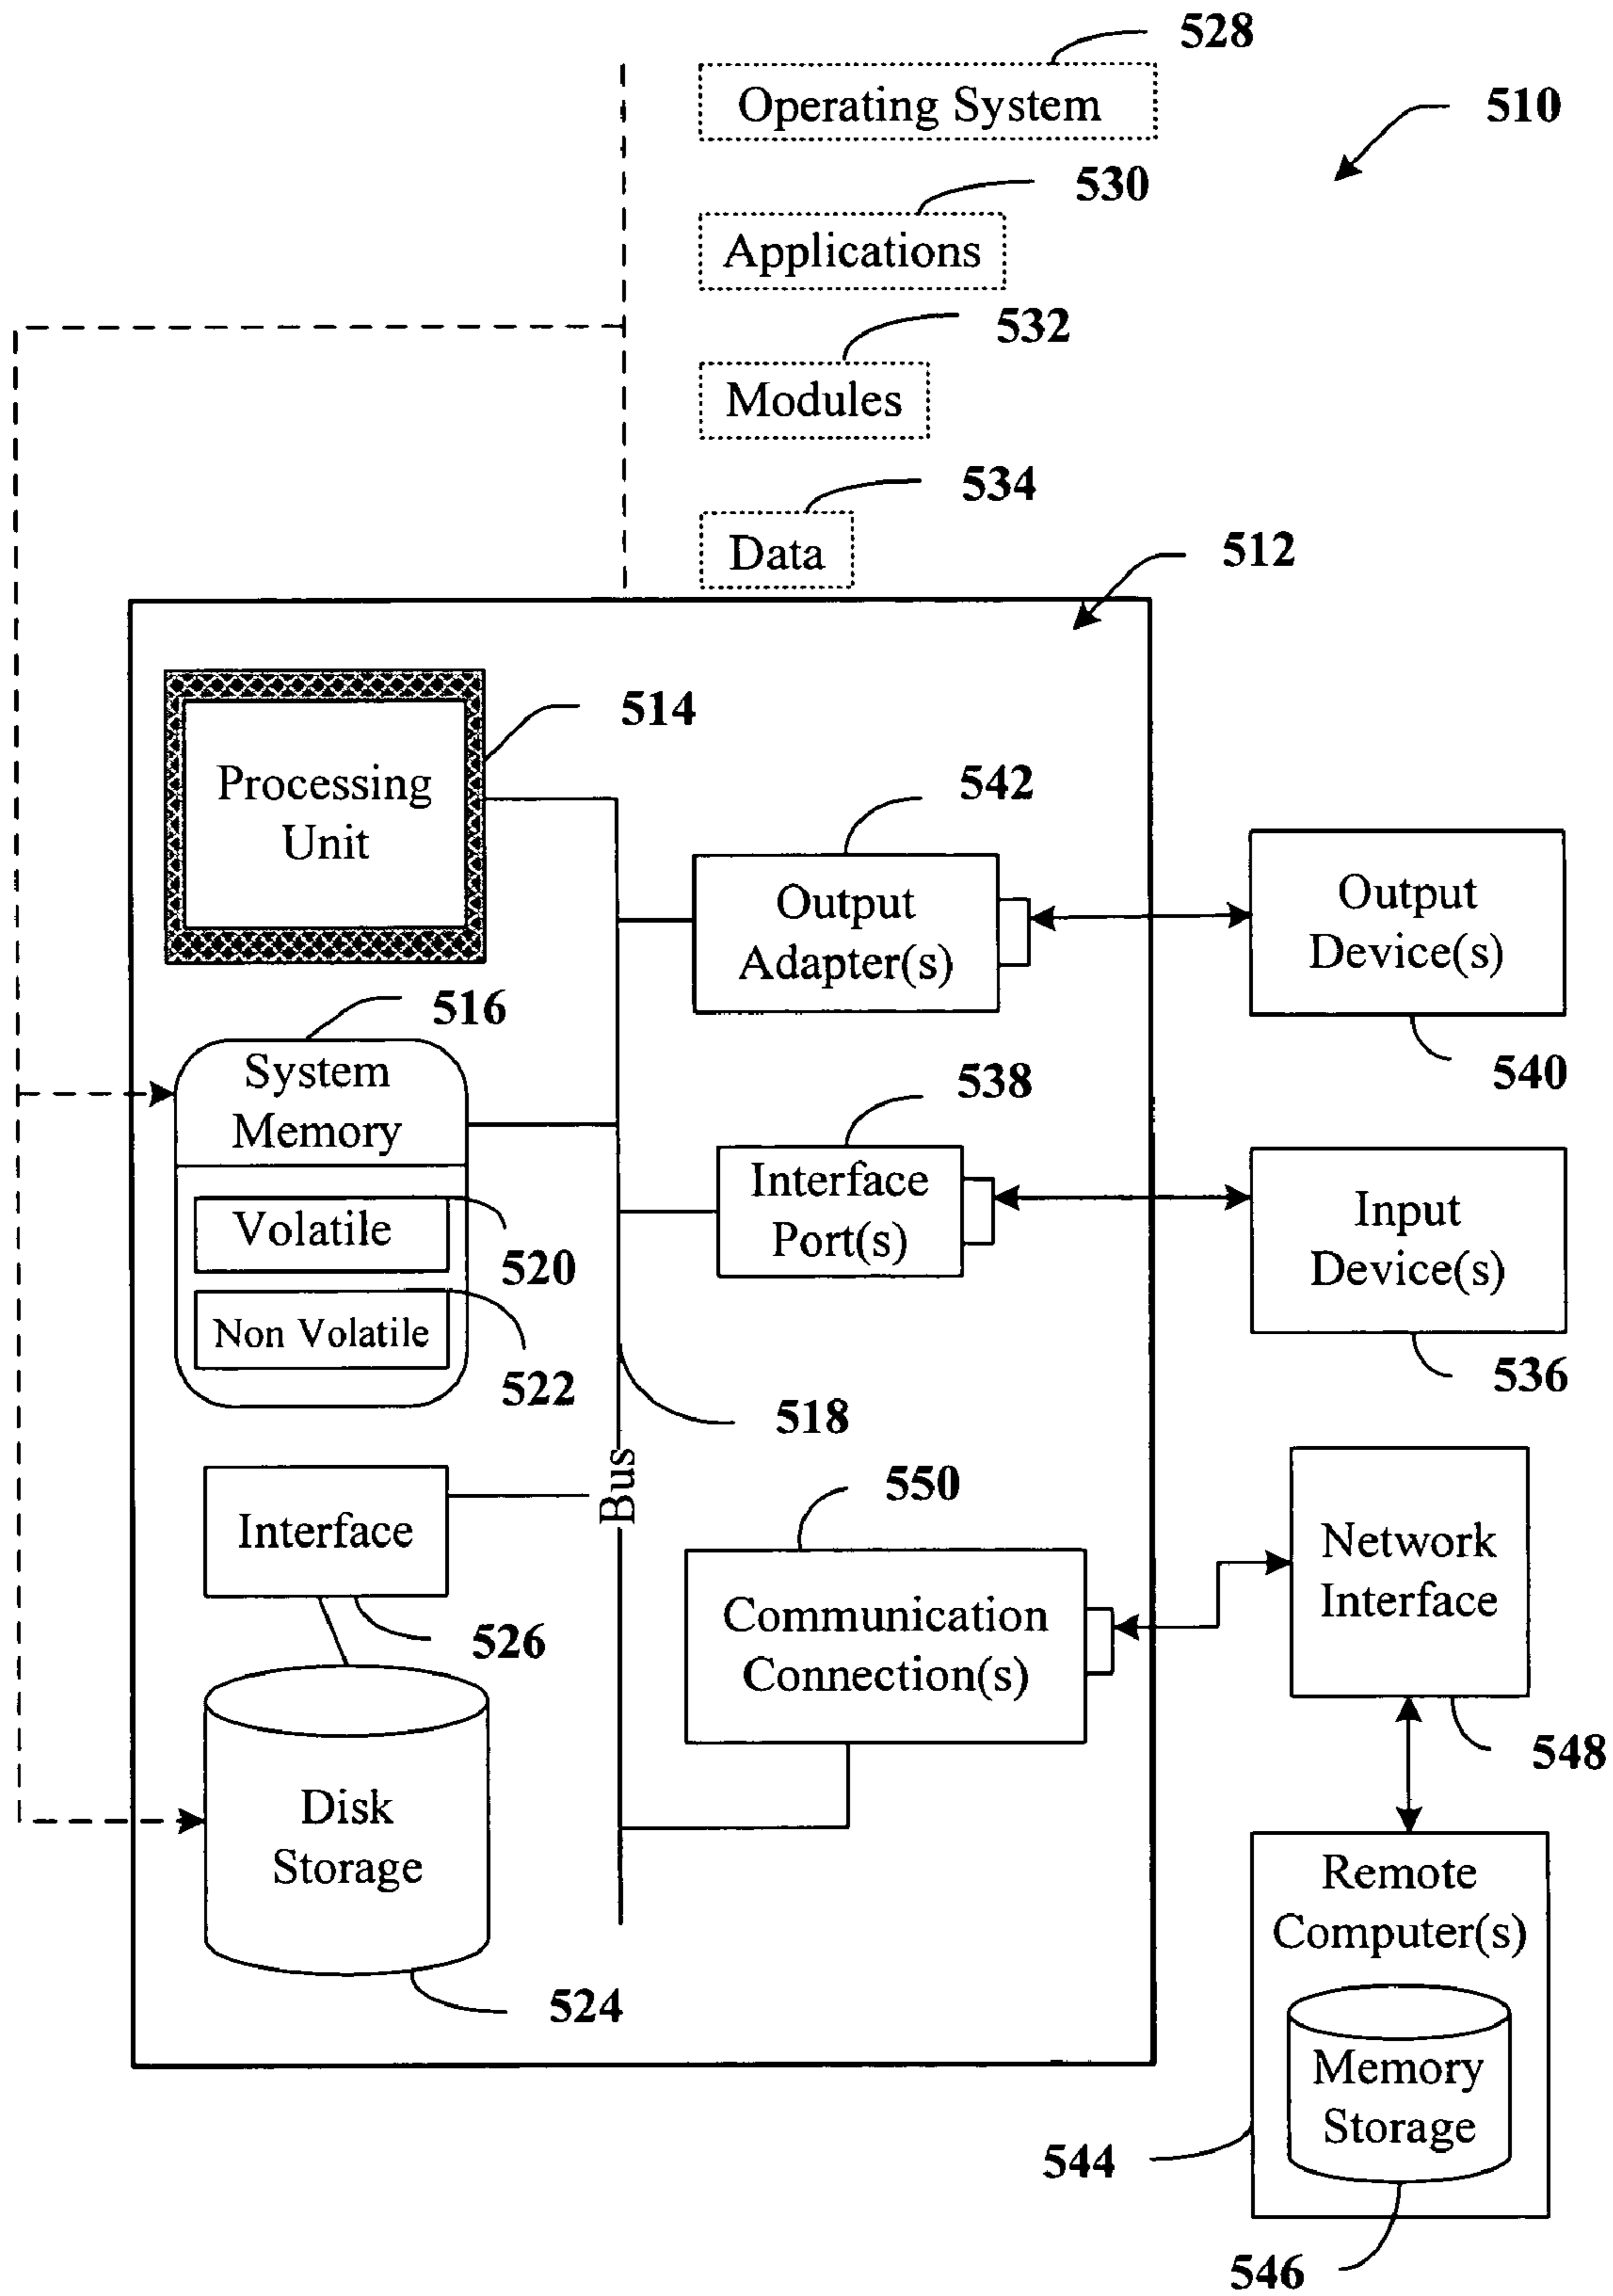 528
Operating System
510
530
Applications
532
Modules
534
Data
512
514
Processing
Unit
542
Output
Adapter(s)
Output
Device(s)
540
516
System
Memory
538
Interface
Port(s)
Input
Device(s)
536
Volatile
520
Non Volatile
522
518
Bus
550
Interface
526
Communication
Connection(s)
Network
Interface
548
Disk
Storage
524
Remote
Computer(s)
Memory
Storage
544
546